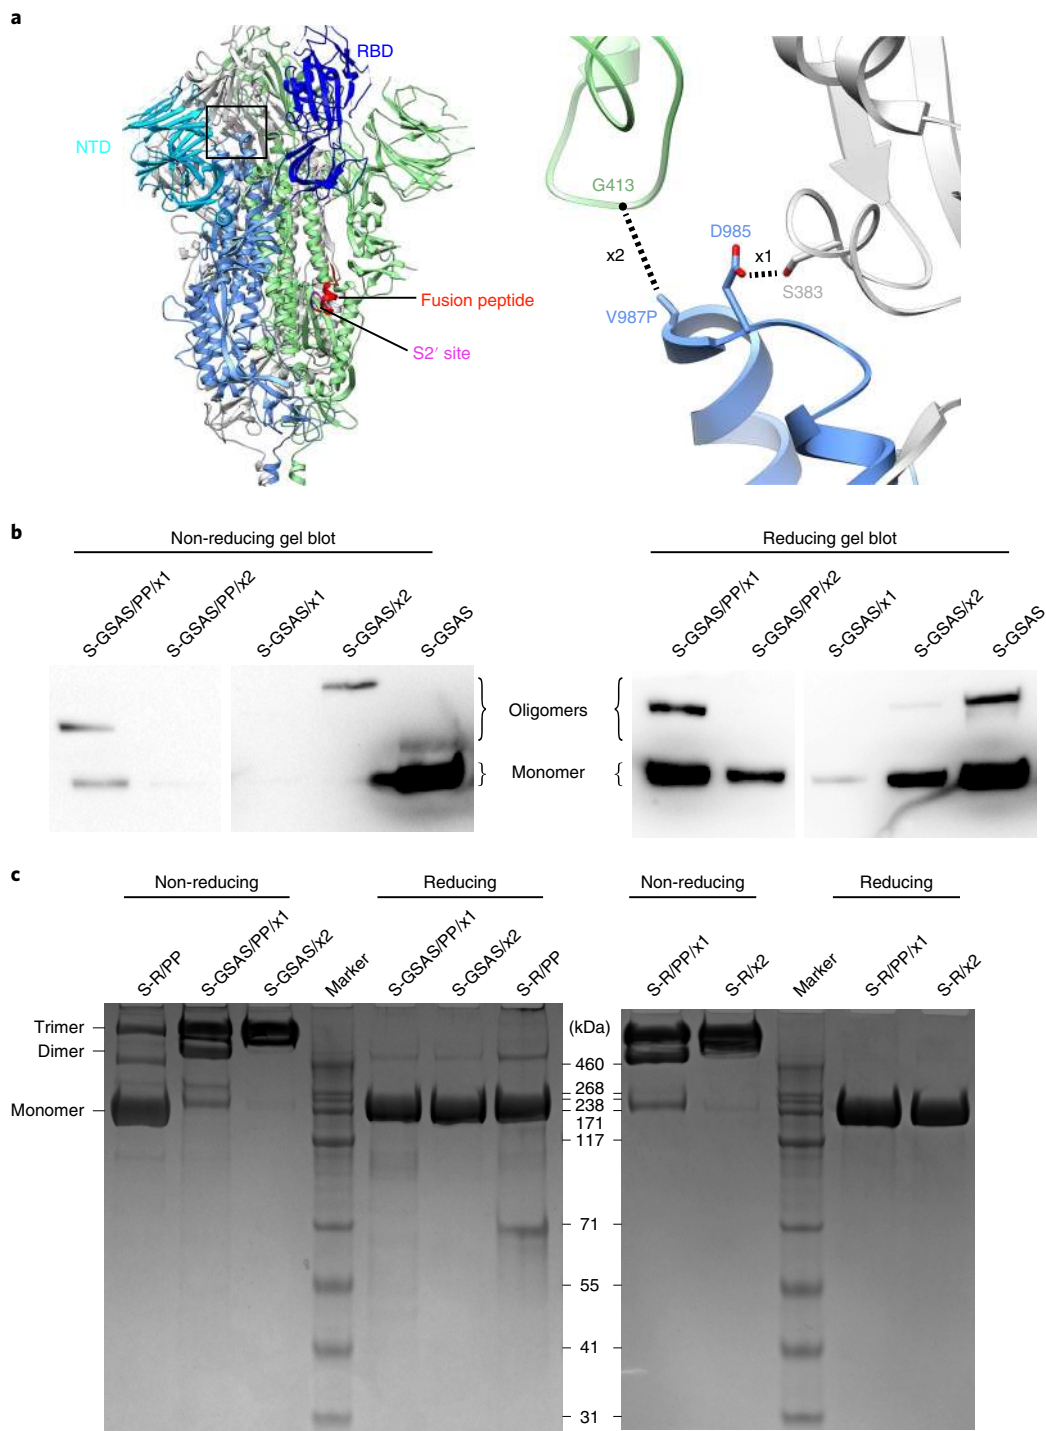 a
RBD
NTD
Fusion peptide
S2′ site
G413
x2
D985
x1
S383
V987P
b
Non-reducing gel blot
Reducing gel blot
S-GSAS/PP/x1
S-GSAS/PP/x2
S-GSAS/x1
S-GSAS/x2
S-GSAS
S-GSAS/PP/x1
S-GSAS/PP/x2
S-GSAS/x1
S-GSAS/x2
S-GSAS
Oligomers
Monomer
c
Non-reducing
Reducing
Non-reducing
Reducing
S-R/PP
S-GSAS/PP/x1
S-GSAS/x2
Marker
S-GSAS/PP/x1
S-GSAS/x2
S-R/PP
S-R/PP/x1
S-R/x2
Marker
S-R/PP/x1
S-R/x2
Trimer
Dimer
Monomer
(kDa)
460
268
238
171
117
71
55
41
31